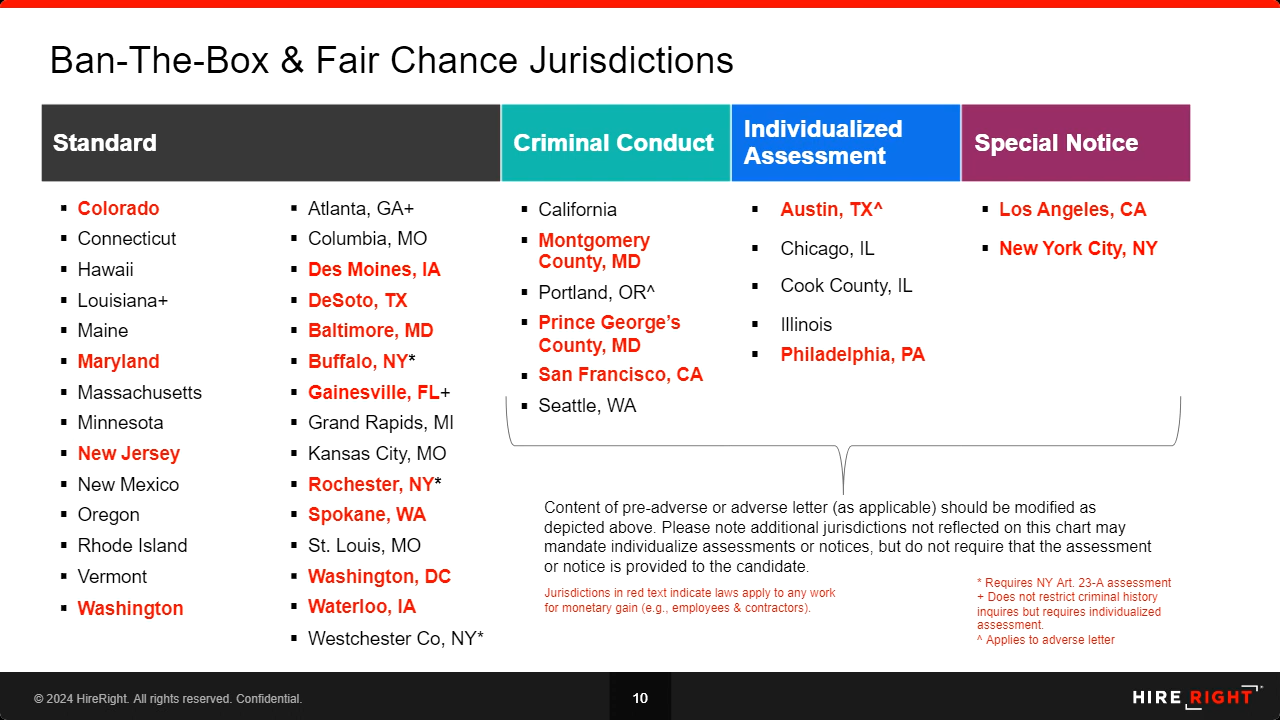 Ban-The-Box & Fair Chance Jurisdictions
Standard
Criminal Conduct
Individualized
Assessment
Special Notice
▪ Colorado
▪ Connecticut
▪ Hawaii
▪ Louisiana+
▪ Maine
▪ Maryland
▪ Massachusetts
▪ Minnesota
▪ New Jersey
▪ New Mexico
▪ Oregon
▪ Rhode Island
▪ Vermont
▪ Washington
▪ Atlanta, GA+
▪ Columbia, MO
▪ Des Moines, IA
▪ DeSoto, TX
▪ Baltimore, MD
▪ Buffalo, NY*
▪ Gainesville, FL+
▪ Grand Rapids, MI
▪ Kansas City, MO
▪ Rochester, NY*
▪ Spokane, WA
▪ St. Louis, MO
▪ Washington, DC
▪ Waterloo, IA
▪ Westchester Co, NY*
▪ California
▪ Montgomery
County, MD
▪ Portland, OR^
▪ Prince George’s
County, MD
▪ San Francisco, CA
▪ Seattle, WA
▪ Austin, TX^
▪ Chicago, IL
▪ Cook County, IL
▪ Illinois
▪ Philadelphia, PA
▪ Los Angeles, CA
▪ New York City, NY
Content of pre-adverse or adverse letter (as applicable) should be modified as
depicted above. Please note additional jurisdictions not reflected on this chart may
mandate individualize assessments or notices, but do not require that the assessment
or notice is provided to the candidate.
Jurisdictions in red text indicate laws apply to any work
for monetary gain (e.g., employees & contractors).
* Requires NY Art. 23-A assessment
+ Does not restrict criminal history
inquires but requires individualized
assessment.
^ Applies to adverse letter
© 2024 HireRight. All rights reserved. Confidential.
10
HIRE RIGHT